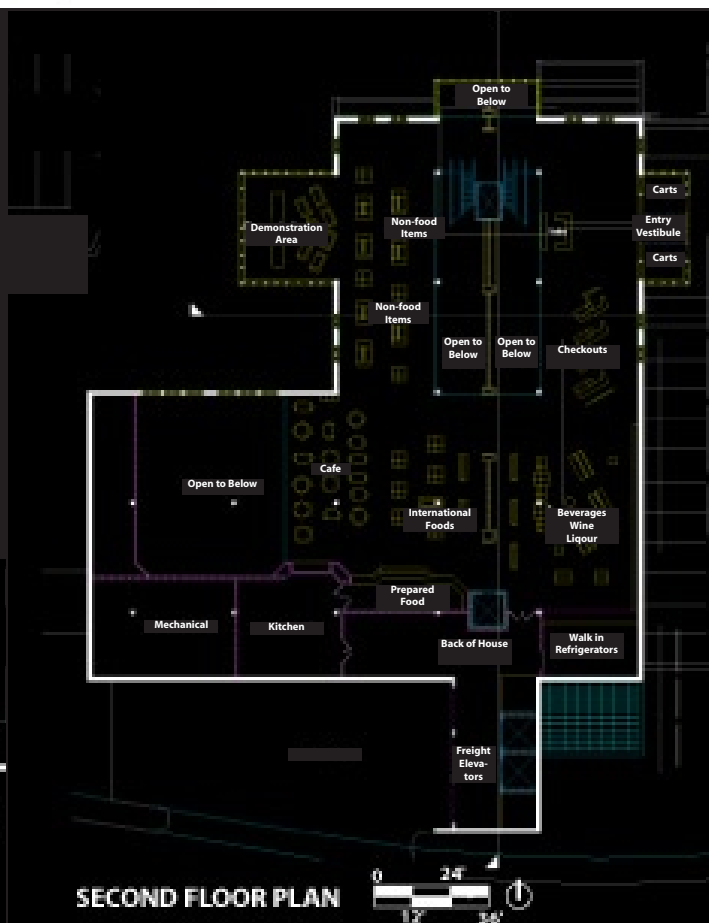 Open to
Below
Carts
Demonstration
Area
Non-food
Items
Entry
Vestibule
Carts
Non-food
Items
Open to
Below
Open to
Below
Checkouts
Cafe
Open to Below
International
Foods
Beverages
Wine
Liqour
Prepared
Food
Mechanical
Kitchen
Back of House
Walk in
Refrigerators
Freight
Eleva-
tors
SECOND FLOOR PLAN
0
24'
12'
36'